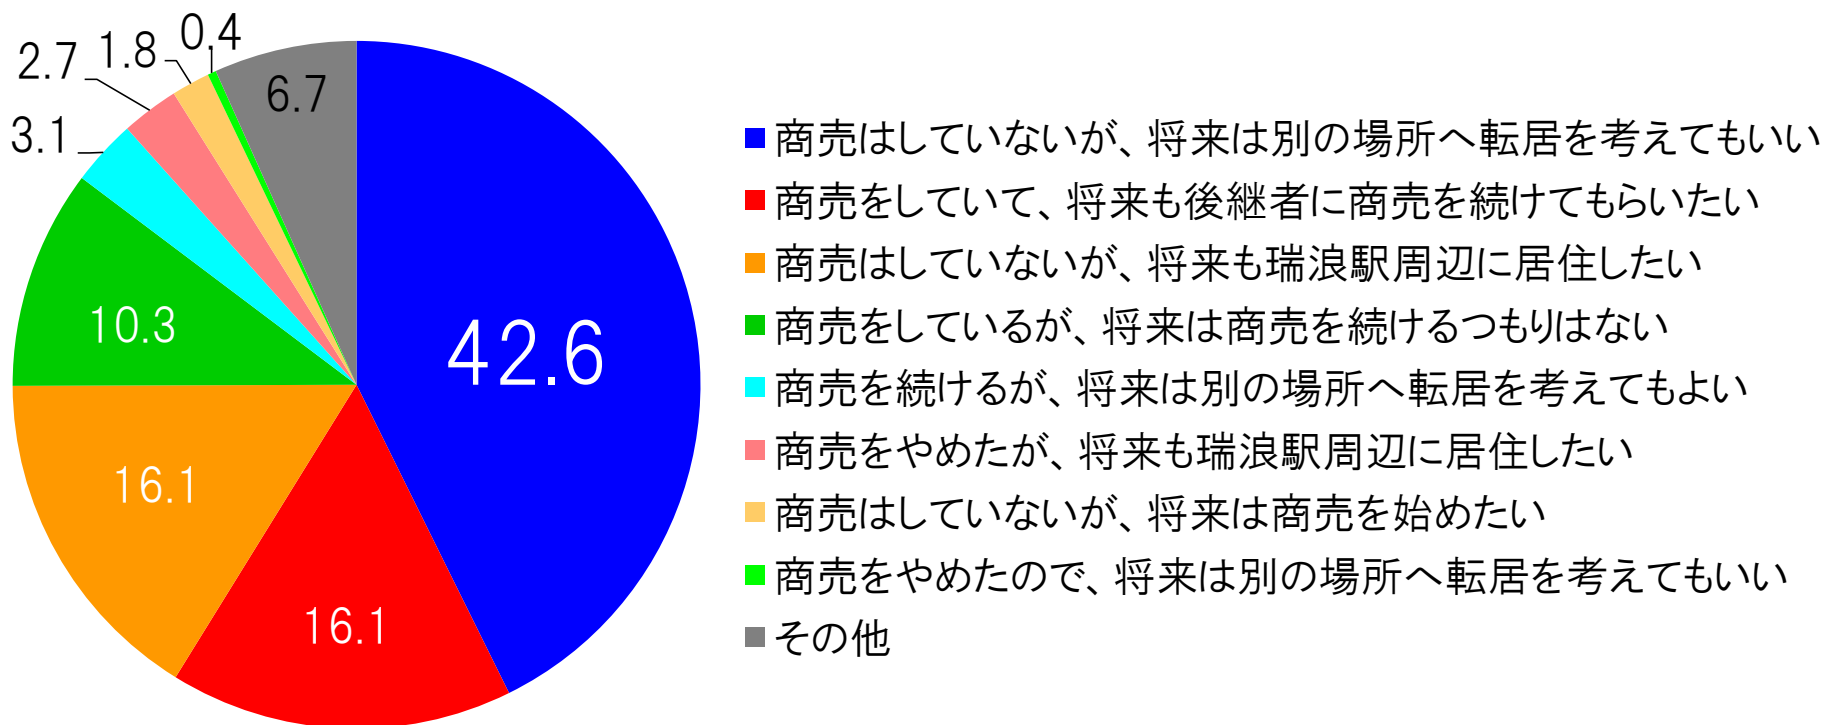 0.4
1.8
2.7
6.7
3.1
10.3
42.6
16.1
16.1
商売はしていないが、将来は別の場所へ転居を考えてもいい
商売をしていて、将来も後継者に商売を続けてもらいたい
商売はしていないが、将来も瑞浪駅周辺に居住したい
商売をしているが、将来は商売を続けるつもりはない
商売を続けるが、将来は別の場所へ転居を考えてもよい
商売をやめたが、将来も瑞浪駅周辺に居住したい
商売はしていないが、将来は商売を始めたい
商売をやめたので、将来は別の場所へ転居を考えてもいい
その他